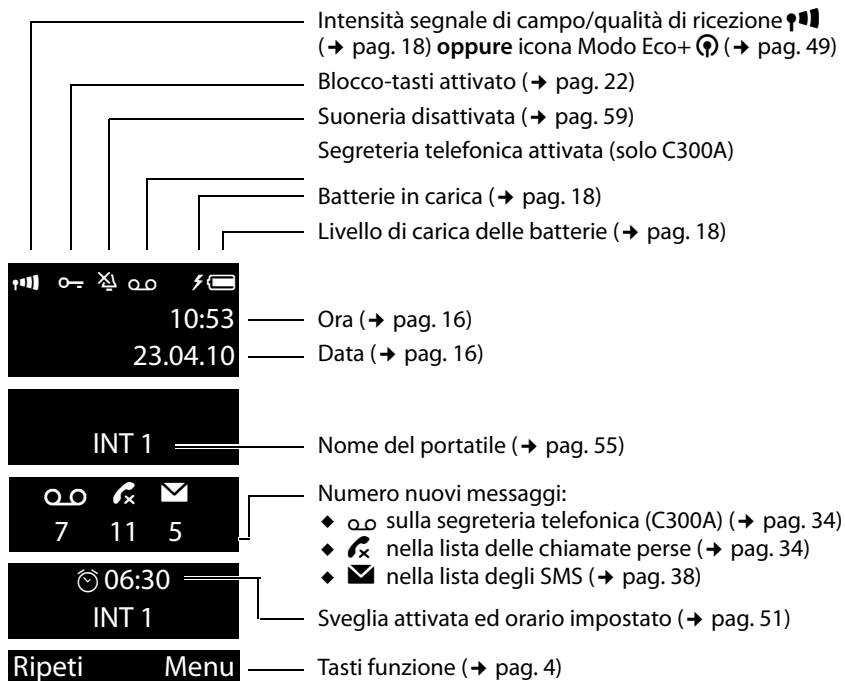 Intensità segnale di campo/qualità di ricezione
(➔ pag. 18) oppure icona Modo Eco+ (➔ pag. 49)
Blocco-tasti attivato (➔ pag. 22)
Suoneria disattivata (➔ pag. 59)
Segreteria telefonica attivata (solo C300A)
Batterie in carica (➔ pag. 18)
Livello di carica delle batterie (➔ pag. 18)
10:53
Ora (➔ pag. 16)
23.04.10
Data (➔ pag. 16)
INT 1
Nome del portatile (➔ pag. 55)
7 11 5
Numero nuovi messaggi:
◆ sulla segreteria telefonica (C300A) (➔ pag. 34)
◆ nella lista delle chiamate perse (➔ pag. 34)
◆ nella lista degli SMS (➔ pag. 38)
06:30
INT 1
Sveglia attivata ed orario impostato (➔ pag. 51)
Ripeti Menu
Tasti funzione (➔ pag. 4)